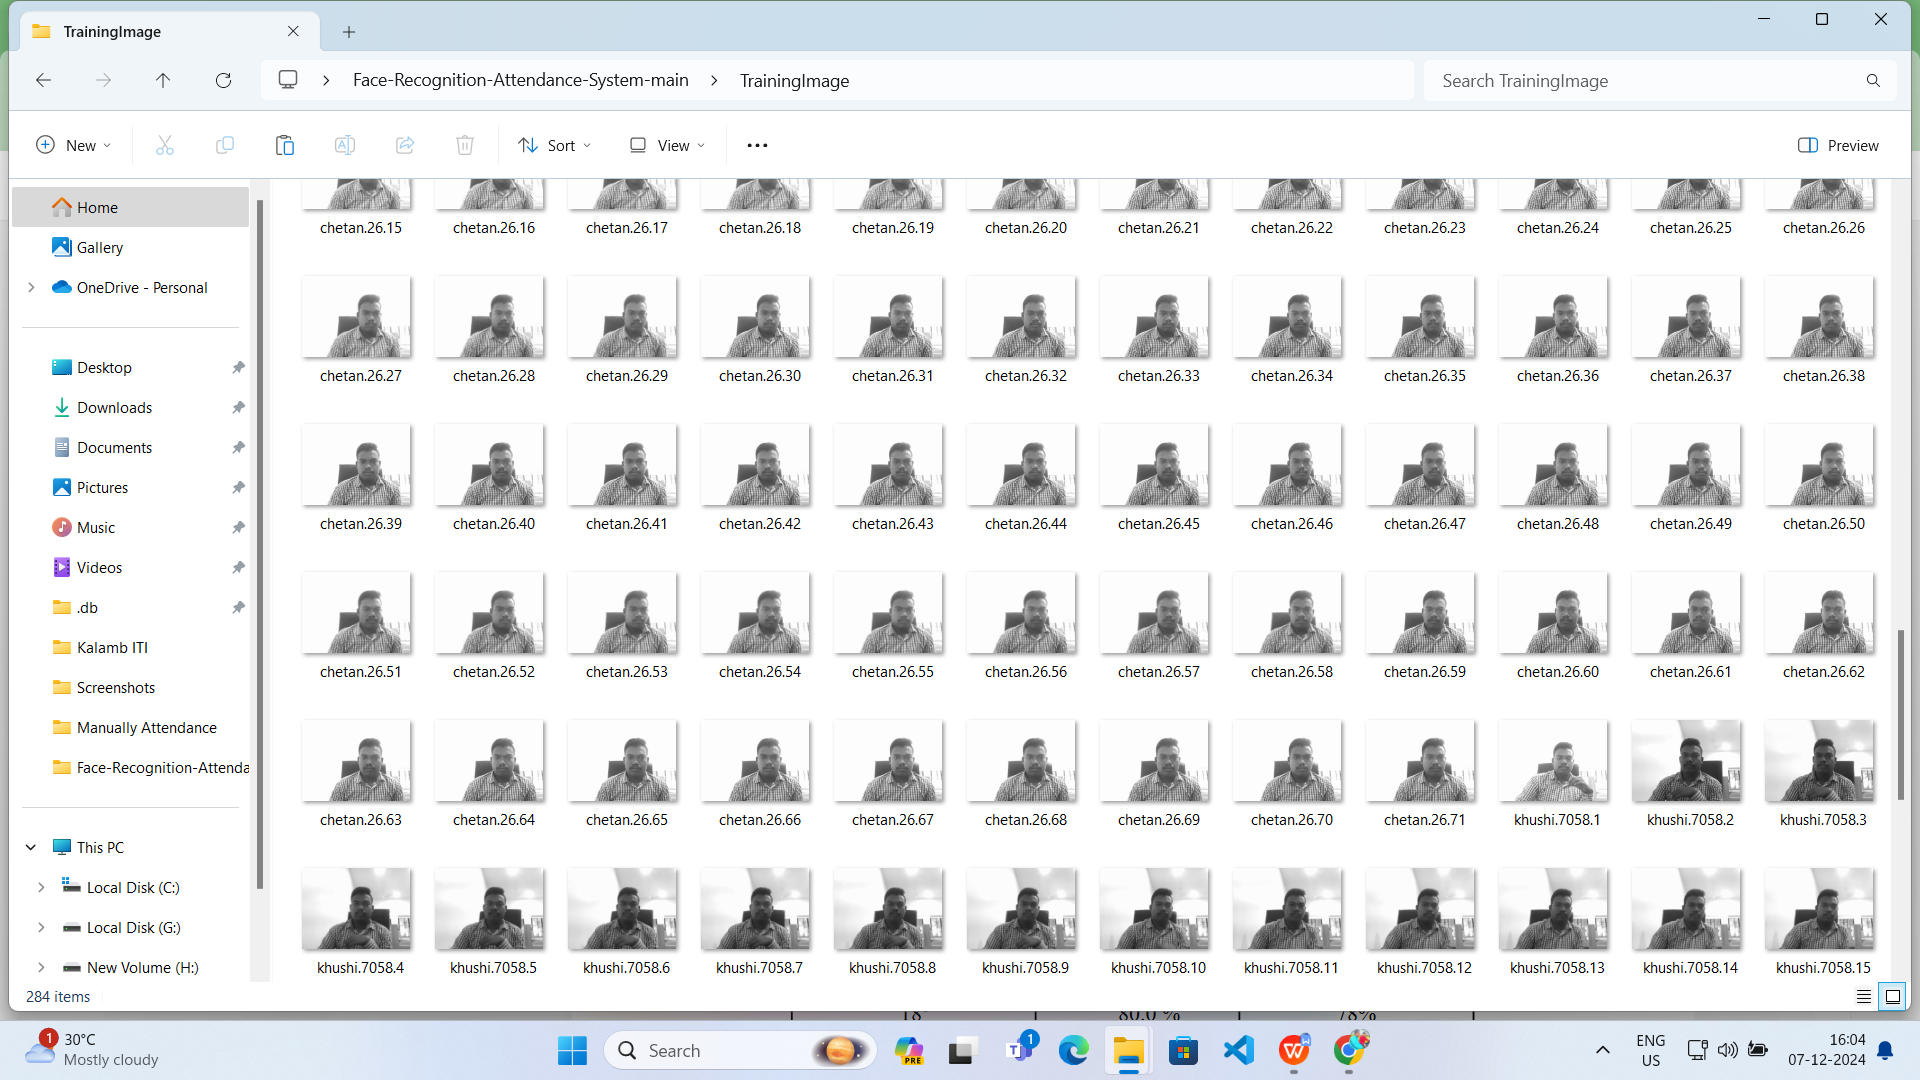 TrainingImage
Face-Recognition-Attendance-System-main > TrainingImage
Search TrainingImage
New
Sort
View
Preview
Home
Gallery
OneDrive - Personal
Desktop
Downloads
Documents
Pictures
Music
Videos
.db
Kalamb ITI
Screenshots
Manually Attendance
Face-Recognition-Attenda
This PC
Local Disk (C:)
Local Disk (G:)
New Volume (H:)
chetan.26.15 chetan.26.16 chetan.26.17 chetan.26.18 chetan.26.19 chetan.26.20 chetan.26.21 chetan.26.22 chetan.26.23 chetan.26.24 chetan.26.25 chetan.26.26
chetan.26.27 chetan.26.28 chetan.26.29 chetan.26.30 chetan.26.31 chetan.26.32 chetan.26.33 chetan.26.34 chetan.26.35 chetan.26.36 chetan.26.37 chetan.26.38
chetan.26.39 chetan.26.40 chetan.26.41 chetan.26.42 chetan.26.43 chetan.26.44 chetan.26.45 chetan.26.46 chetan.26.47 chetan.26.48 chetan.26.49 chetan.26.50
chetan.26.51 chetan.26.52 chetan.26.53 chetan.26.54 chetan.26.55 chetan.26.56 chetan.26.57 chetan.26.58 chetan.26.59 chetan.26.60 chetan.26.61 chetan.26.62
chetan.26.63 chetan.26.64 chetan.26.65 chetan.26.66 chetan.26.67 chetan.26.68 chetan.26.69 chetan.26.70 chetan.26.71 khushi.7058.1 khushi.7058.2 khushi.7058.3
khushi.7058.4 khushi.7058.5 khushi.7058.6 khushi.7058.7 khushi.7058.8 khushi.7058.9 khushi.7058.10 khushi.7058.11 khushi.7058.12 khushi.7058.13 khushi.7058.14 khushi.7058.15
284 items
1
30°C
Mostly cloudy
Search
PRE
1
ENG
US
16:04
07-12-2024